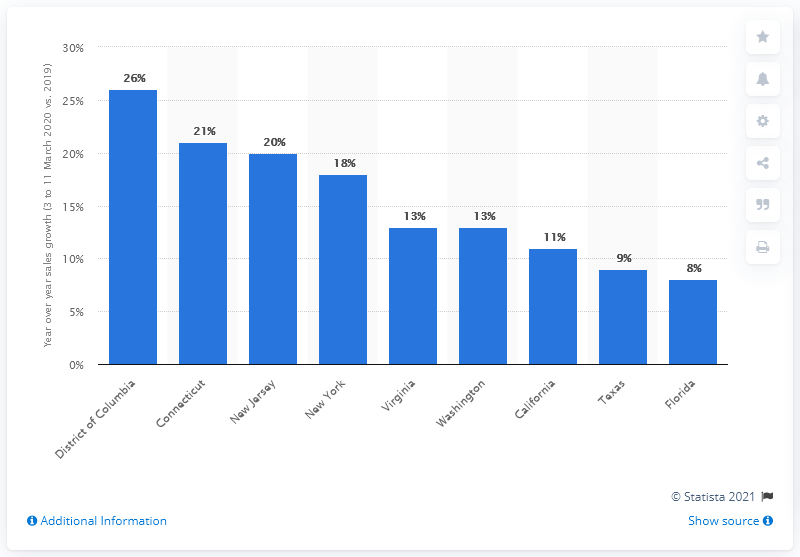 Year over year sales growth (3 to 11 March 2020 vs. 2019)
30%
25%
20%
15%
10%
5%
0%
26%
21%
20%
18%
13%
13%
11%
9%
8%
District of Columbia
Connecticut
New Jersey
New York
Virginia
Washington
California
Texas
Florida
© Statista 2021
Additional Information
Show source